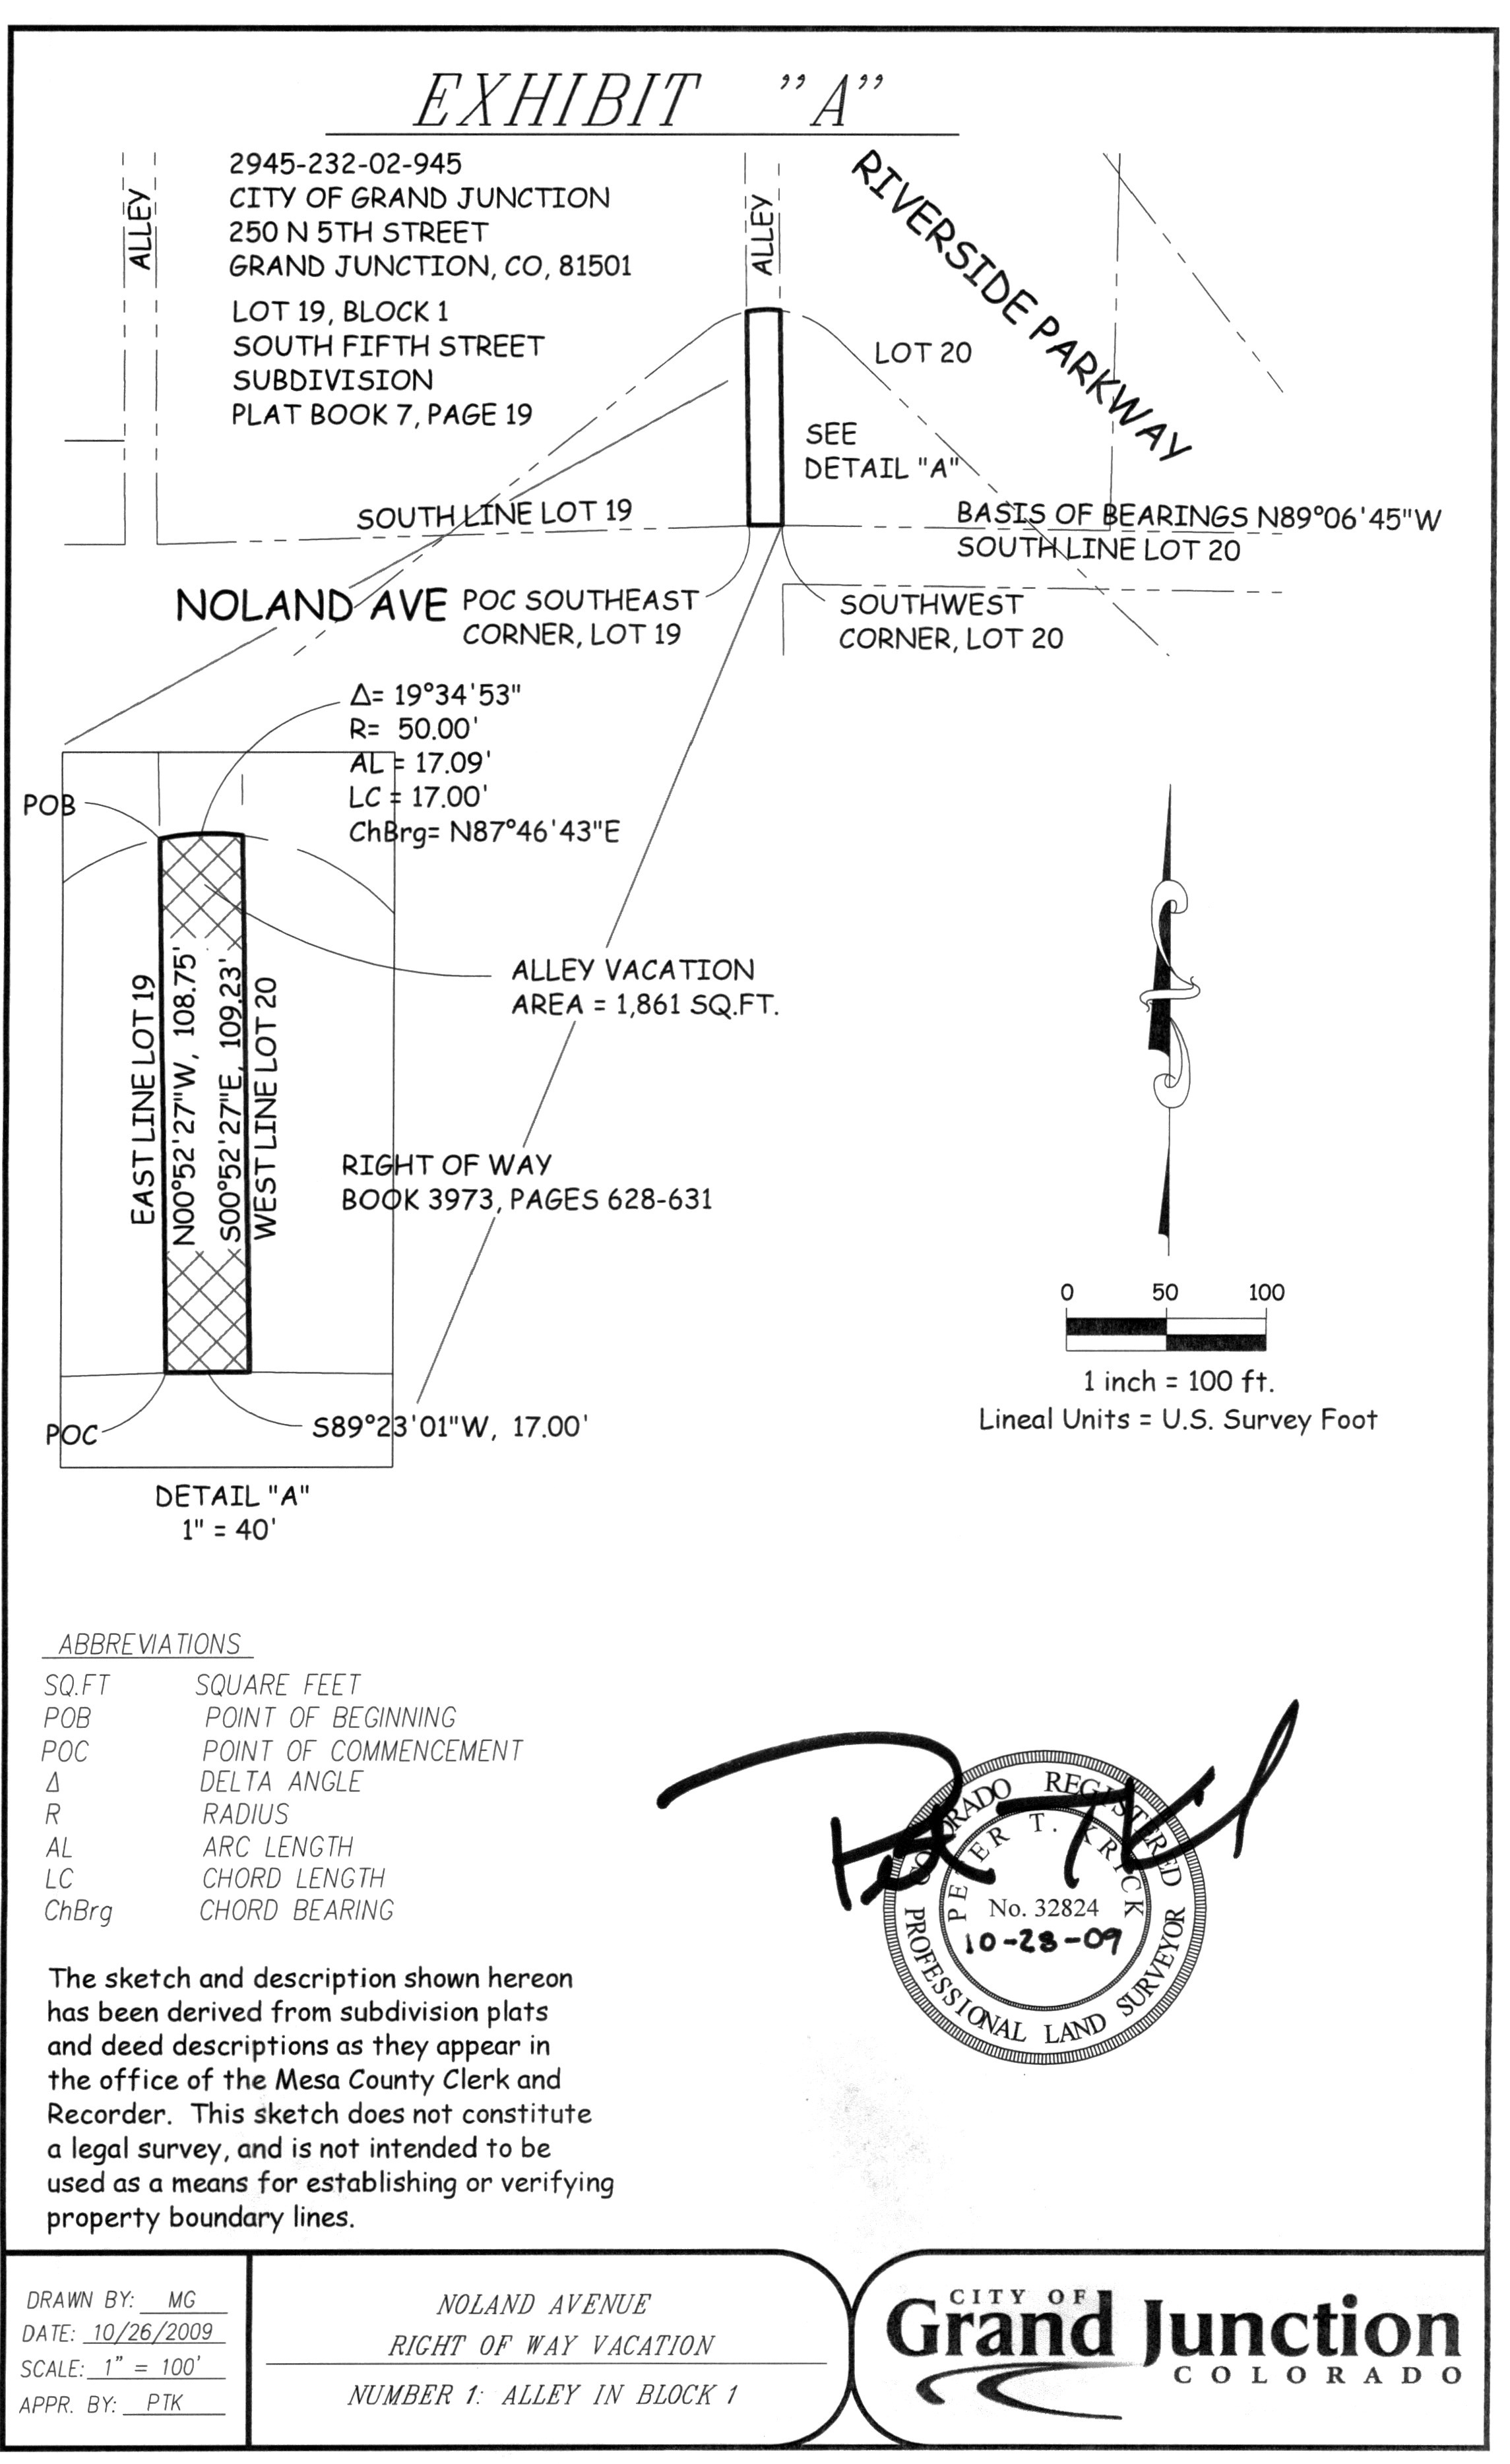 EXHIBIT "A"
2945-232-02-945
CITY OF GRAND JUNCTION
250 N 5TH STREET
GRAND JUNCTION, CO, 81501
LOT 19, BLOCK 1
SOUTH FIFTH STREET
SUBDIVISION
PLAT BOOK 7, PAGE 19
ALLEY
ALLEY
RIVERSIDE PARKWAY
LOT 20
SEE
DETAIL "A"
SOUTH LINE LOT 19
BASIS OF BEARINGS N89°06'45"W
SOUTH LINE LOT 20
NOLAND AVE
POC SOUTHEAST
CORNER, LOT 19
SOUTHWEST
CORNER, LOT 20
Δ= 19°34'53"
R= 50.00'
AL = 17.09'
LC = 17.00'
ChBrg= N87°46'43"E
POB
EAST LINE LOT 19
N00°52'27"W, 108.75'
S00°52'27"E, 109.23'
WEST LINE LOT 20
ALLEY VACATION
AREA = 1,861 SQ.FT.
RIGHT OF WAY
BOOK 3973, PAGES 628-631
POC
S89°23'01"W, 17.00'
DETAIL "A"
1" = 40'
0 50 100
1 inch = 100 ft.
Lineal Units = U.S. Survey Foot
ABBREVIATIONS
SQ.FT SQUARE FEET
POB POINT OF BEGINNING
POC POINT OF COMMENCEMENT
Δ DELTA ANGLE
R RADIUS
AL ARC LENGTH
LC CHORD LENGTH
ChBrg CHORD BEARING
COLORADO REGISTERED
PETER T. KRICK
No. 32824
10-28-09
PROFESSIONAL LAND SURVEYOR
The sketch and description shown hereon
has been derived from subdivision plats
and deed descriptions as they appear in
the office of the Mesa County Clerk and
Recorder. This sketch does not constitute
a legal survey, and is not intended to be
used as a means for establishing or verifying
property boundary lines.
DRAWN BY: MG
DATE: 10/26/2009
SCALE: 1" = 100'
APPR. BY: PTK
NOLAND AVENUE
RIGHT OF WAY VACATION
NUMBER 1: ALLEY IN BLOCK 1
CITY OF
Grand Junction
COLORADO